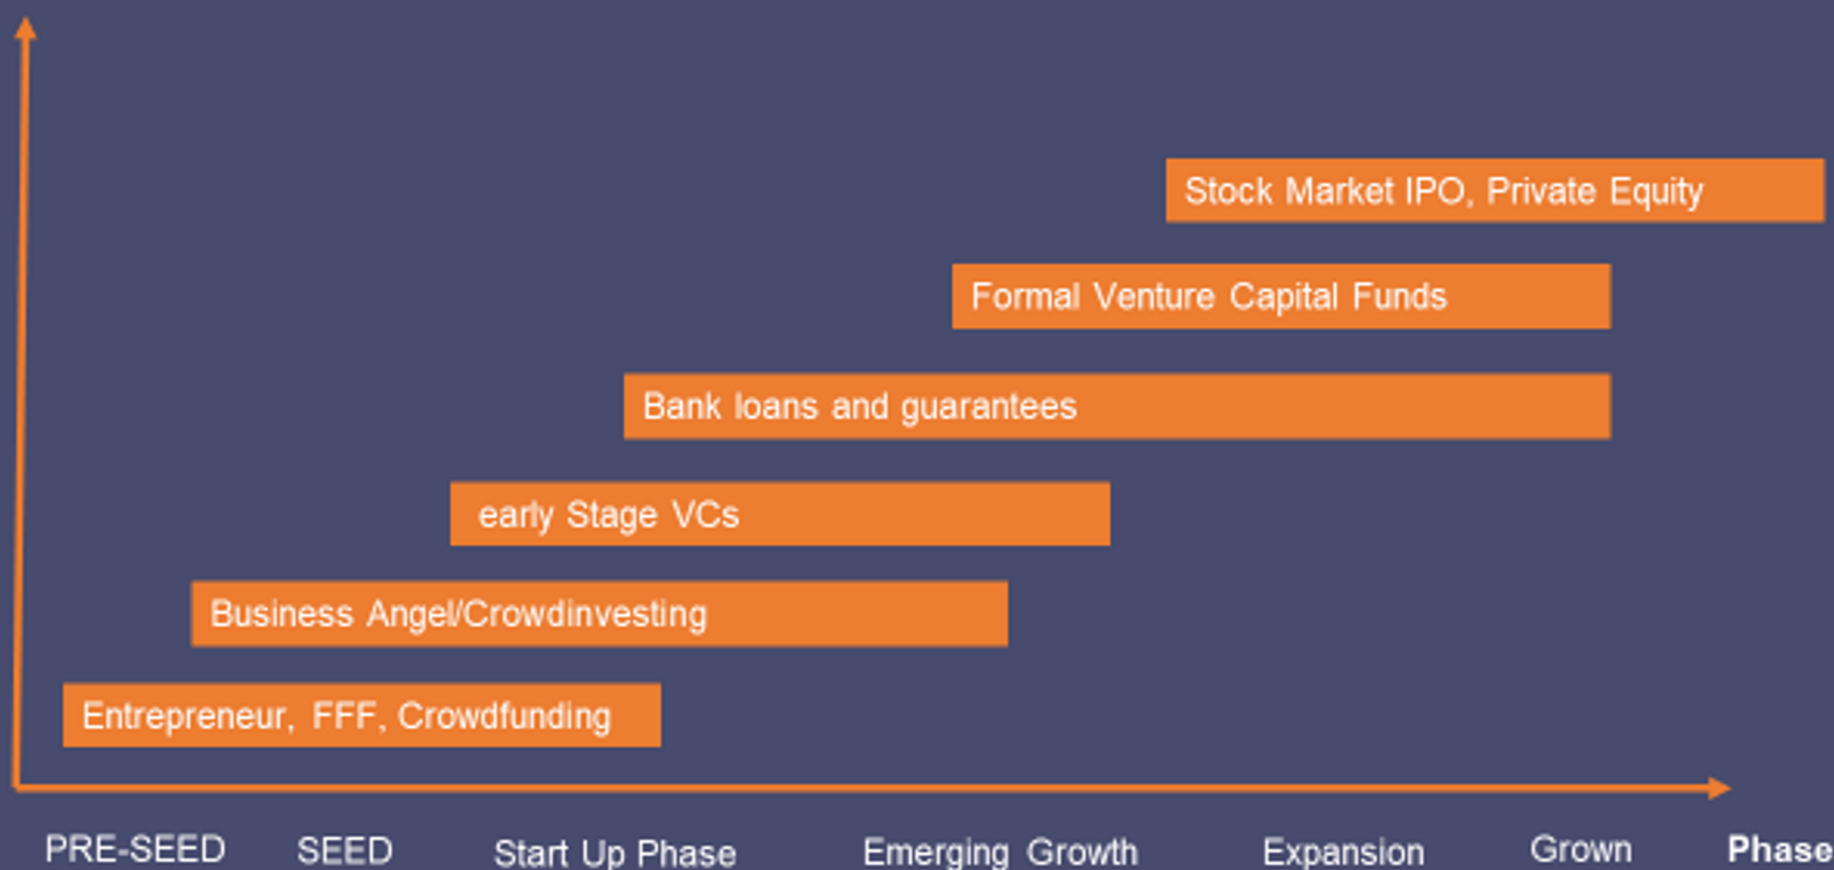 Stock Market IPO, Private Equity
Formal Venture Capital Funds
Bank loans and guarantees
early Stage VCs
Business Angel/Crowdinvesting
Entrepreneur, FFF, Crowdfunding
PRE-SEED SEED Start Up Phase Emerging Growth Expansion Grown Phase